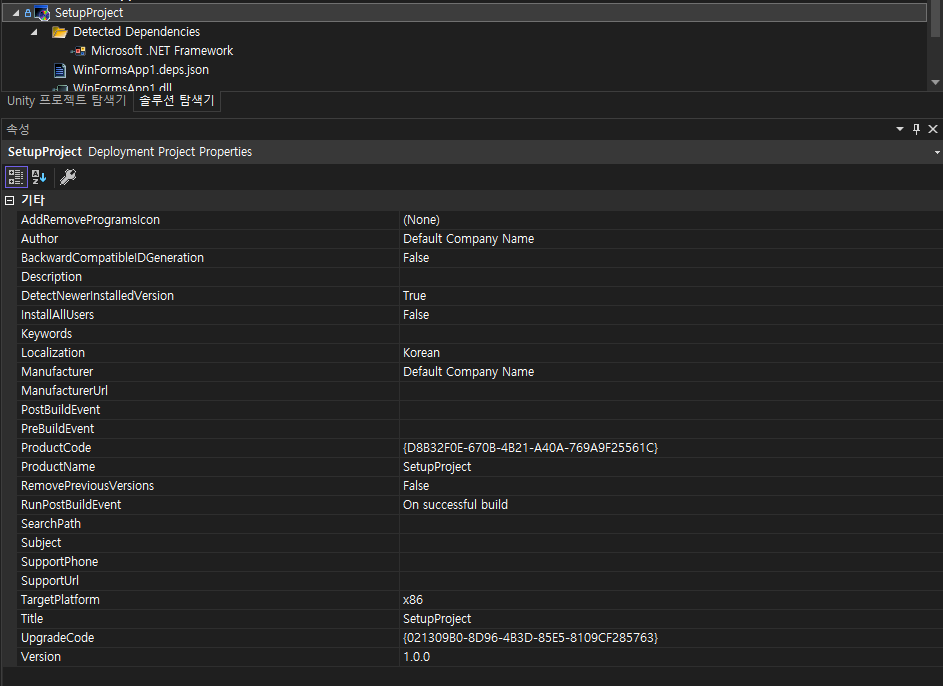 SetupProject
Detected Dependencies
Microsoft .NET Framework
WinFormsApp1.deps.json
WinFormsApp1.dll
Unity 프로젝트 탐색기 솔루션 탐색기
속성
SetupProject Deployment Project Properties
기타
AddRemoveProgramsIcon (None)
Author Default Company Name
BackwardCompatibleIDGeneration False
Description
DetectNewerInstalledVersion True
InstallAllUsers False
Keywords
Localization Korean
Manufacturer Default Company Name
ManufacturerUrl
PostBuildEvent
PreBuildEvent
ProductCode {D8B32F0E-670B-4B21-A40A-769A9F25561C}
ProductName SetupProject
RemovePreviousVersions False
RunPostBuildEvent On successful build
SearchPath
Subject
SupportPhone
SupportUrl
TargetPlatform x86
Title SetupProject
UpgradeCode {021309B0-8D96-4B3D-85E5-8109CF285763}
Version 1.0.0